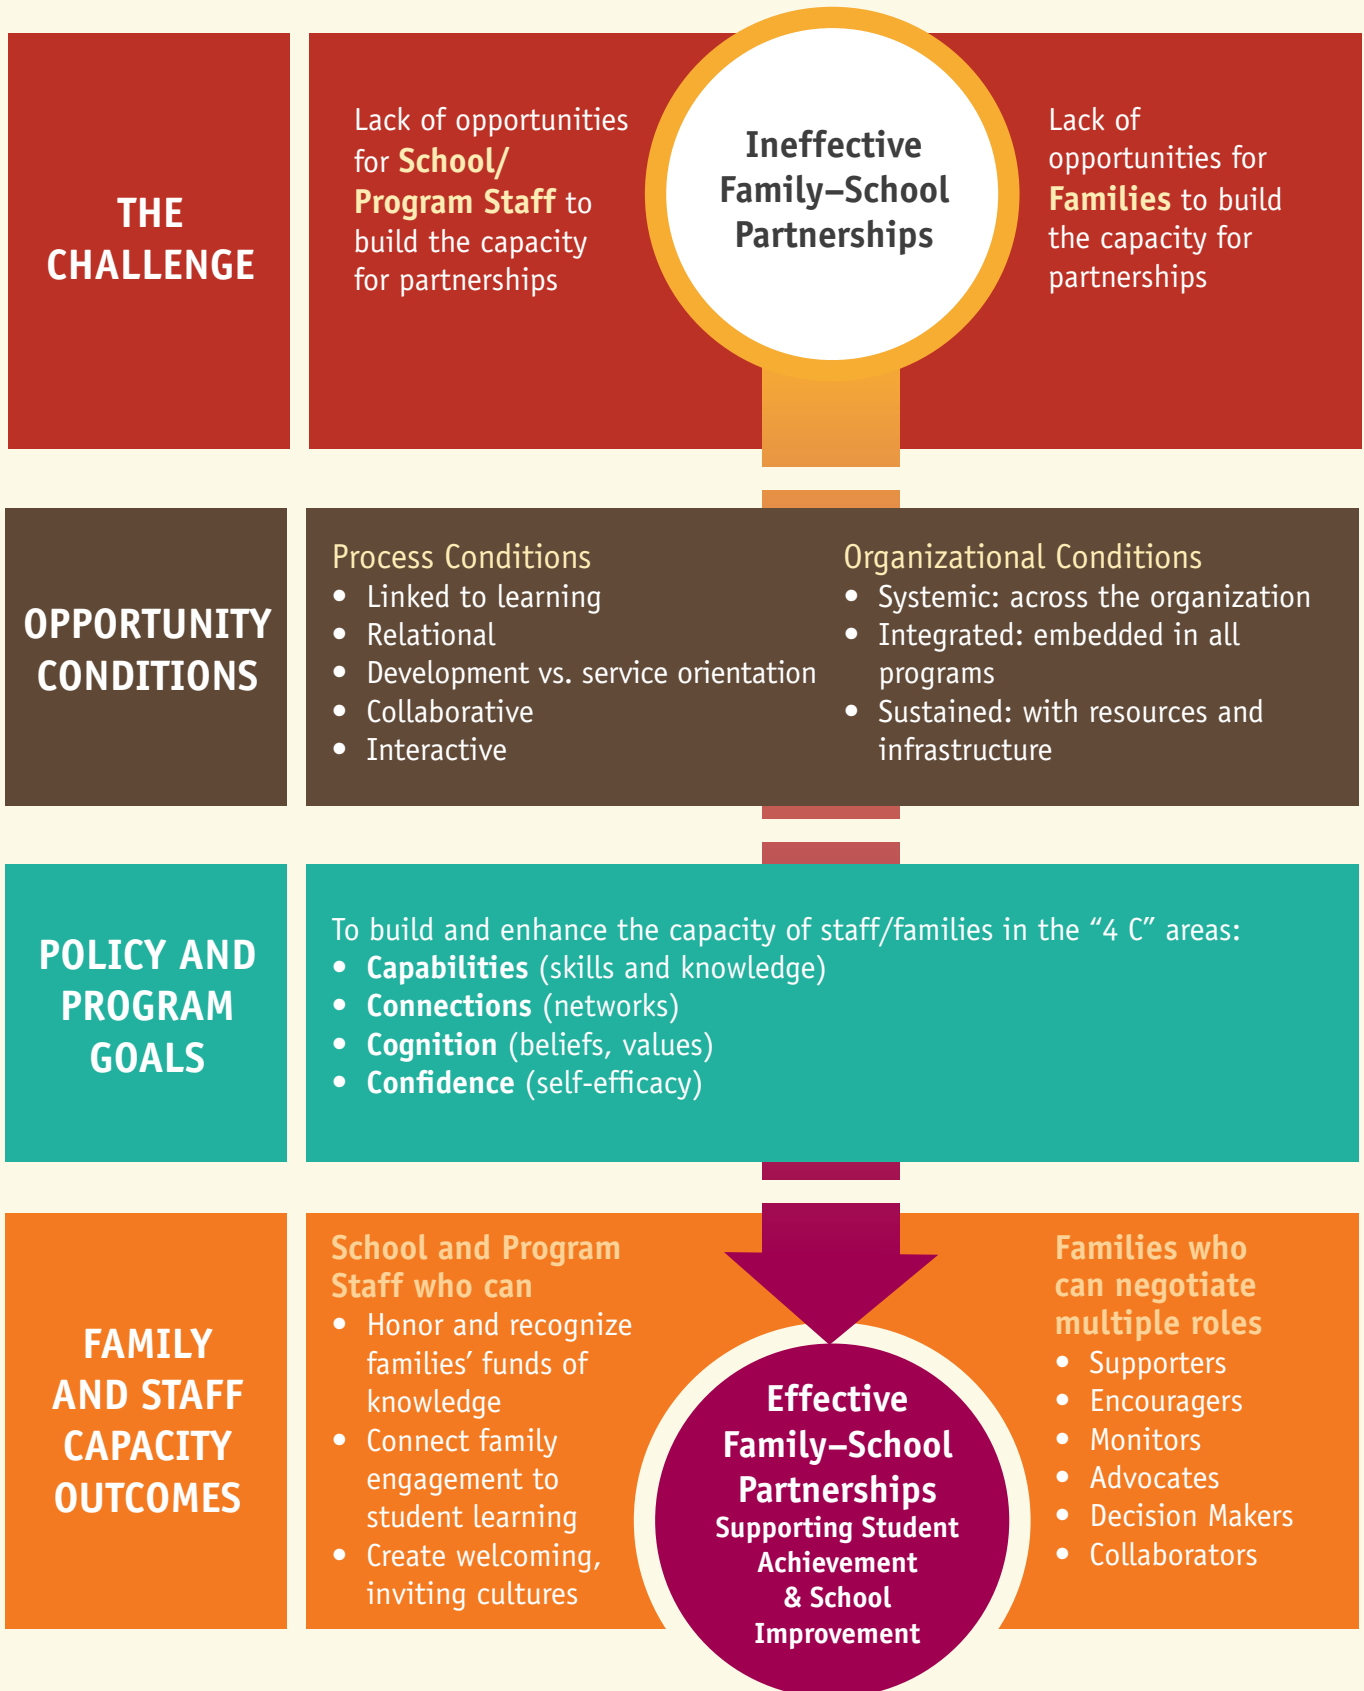 THE
CHALLENGE
Lack of opportunities
for School/
Program Staff to
build the capacity
for partnerships
Ineffective
Family–School
Partnerships
Lack of
opportunities for
Families to build
the capacity for
partnerships
OPPORTUNITY
CONDITIONS
Process Conditions
• Linked to learning
• Relational
• Development vs. service orientation
• Collaborative
• Interactive
Organizational Conditions
• Systemic: across the organization
• Integrated: embedded in all
programs
• Sustained: with resources and
infrastructure
POLICY AND
PROGRAM
GOALS
To build and enhance the capacity of staff/families in the “4 C” areas:
• Capabilities (skills and knowledge)
• Connections (networks)
• Cognition (beliefs, values)
• Confidence (self-efficacy)
FAMILY
AND STAFF
CAPACITY
OUTCOMES
School and Program
Staff who can
• Honor and recognize
families’ funds of
knowledge
• Connect family
engagement to
student learning
• Create welcoming,
inviting cultures
Effective
Family–School
Partnerships
Supporting Student
Achievement
& School
Improvement
Families who
can negotiate
multiple roles
• Supporters
• Encouragers
• Monitors
• Advocates
• Decision Makers
• Collaborators